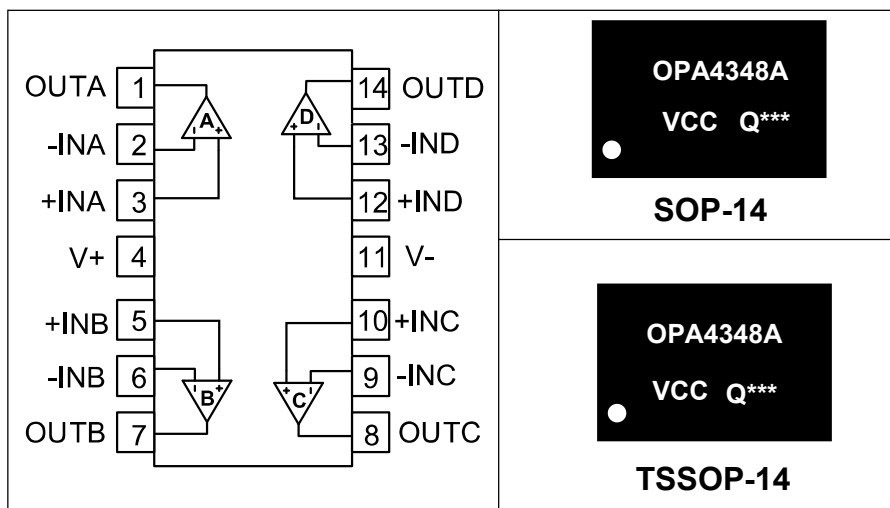 OUTA 1 14 OUTD
A D
-INA 2 13 -IND
+INA 3 12 +IND
V+ 4 11 V-
+INB 5 10 +INC
-INB 6 9 -INC
B C
OUTB 7 8 OUTC
OPA4348A
VCC Q***
SOP-14
OPA4348A
VCC Q***
TSSOP-14